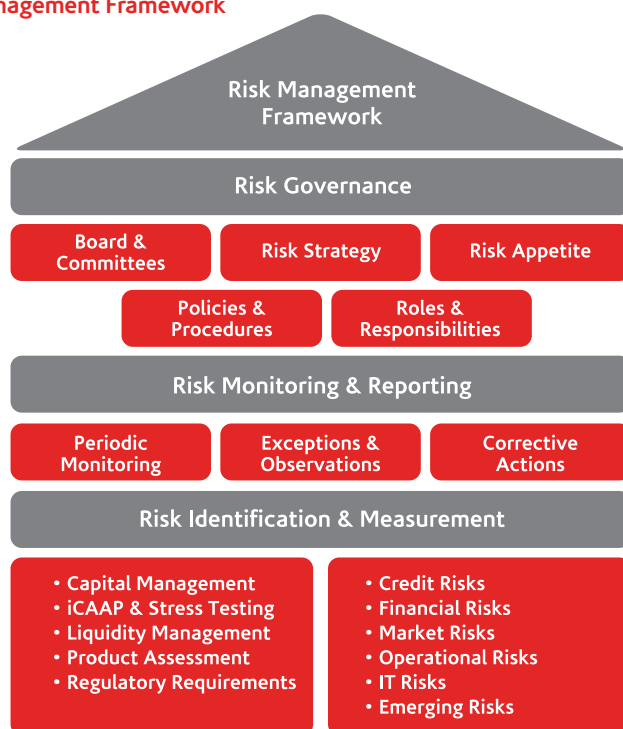 nagement Framework
Risk Management
Framework
Risk Governance
Board &
Committees
Risk Strategy
Risk Appetite
Policies &
Procedures
Roles &
Responsibilities
Risk Monitoring & Reporting
Periodic
Monitoring
Exceptions &
Observations
Corrective
Actions
Risk Identification & Measurement
• Capital Management
• iCAAP & Stress Testing
• Liquidity Management
• Product Assessment
• Regulatory Requirements
• Credit Risks
• Financial Risks
• Market Risks
• Operational Risks
• IT Risks
• Emerging Risks